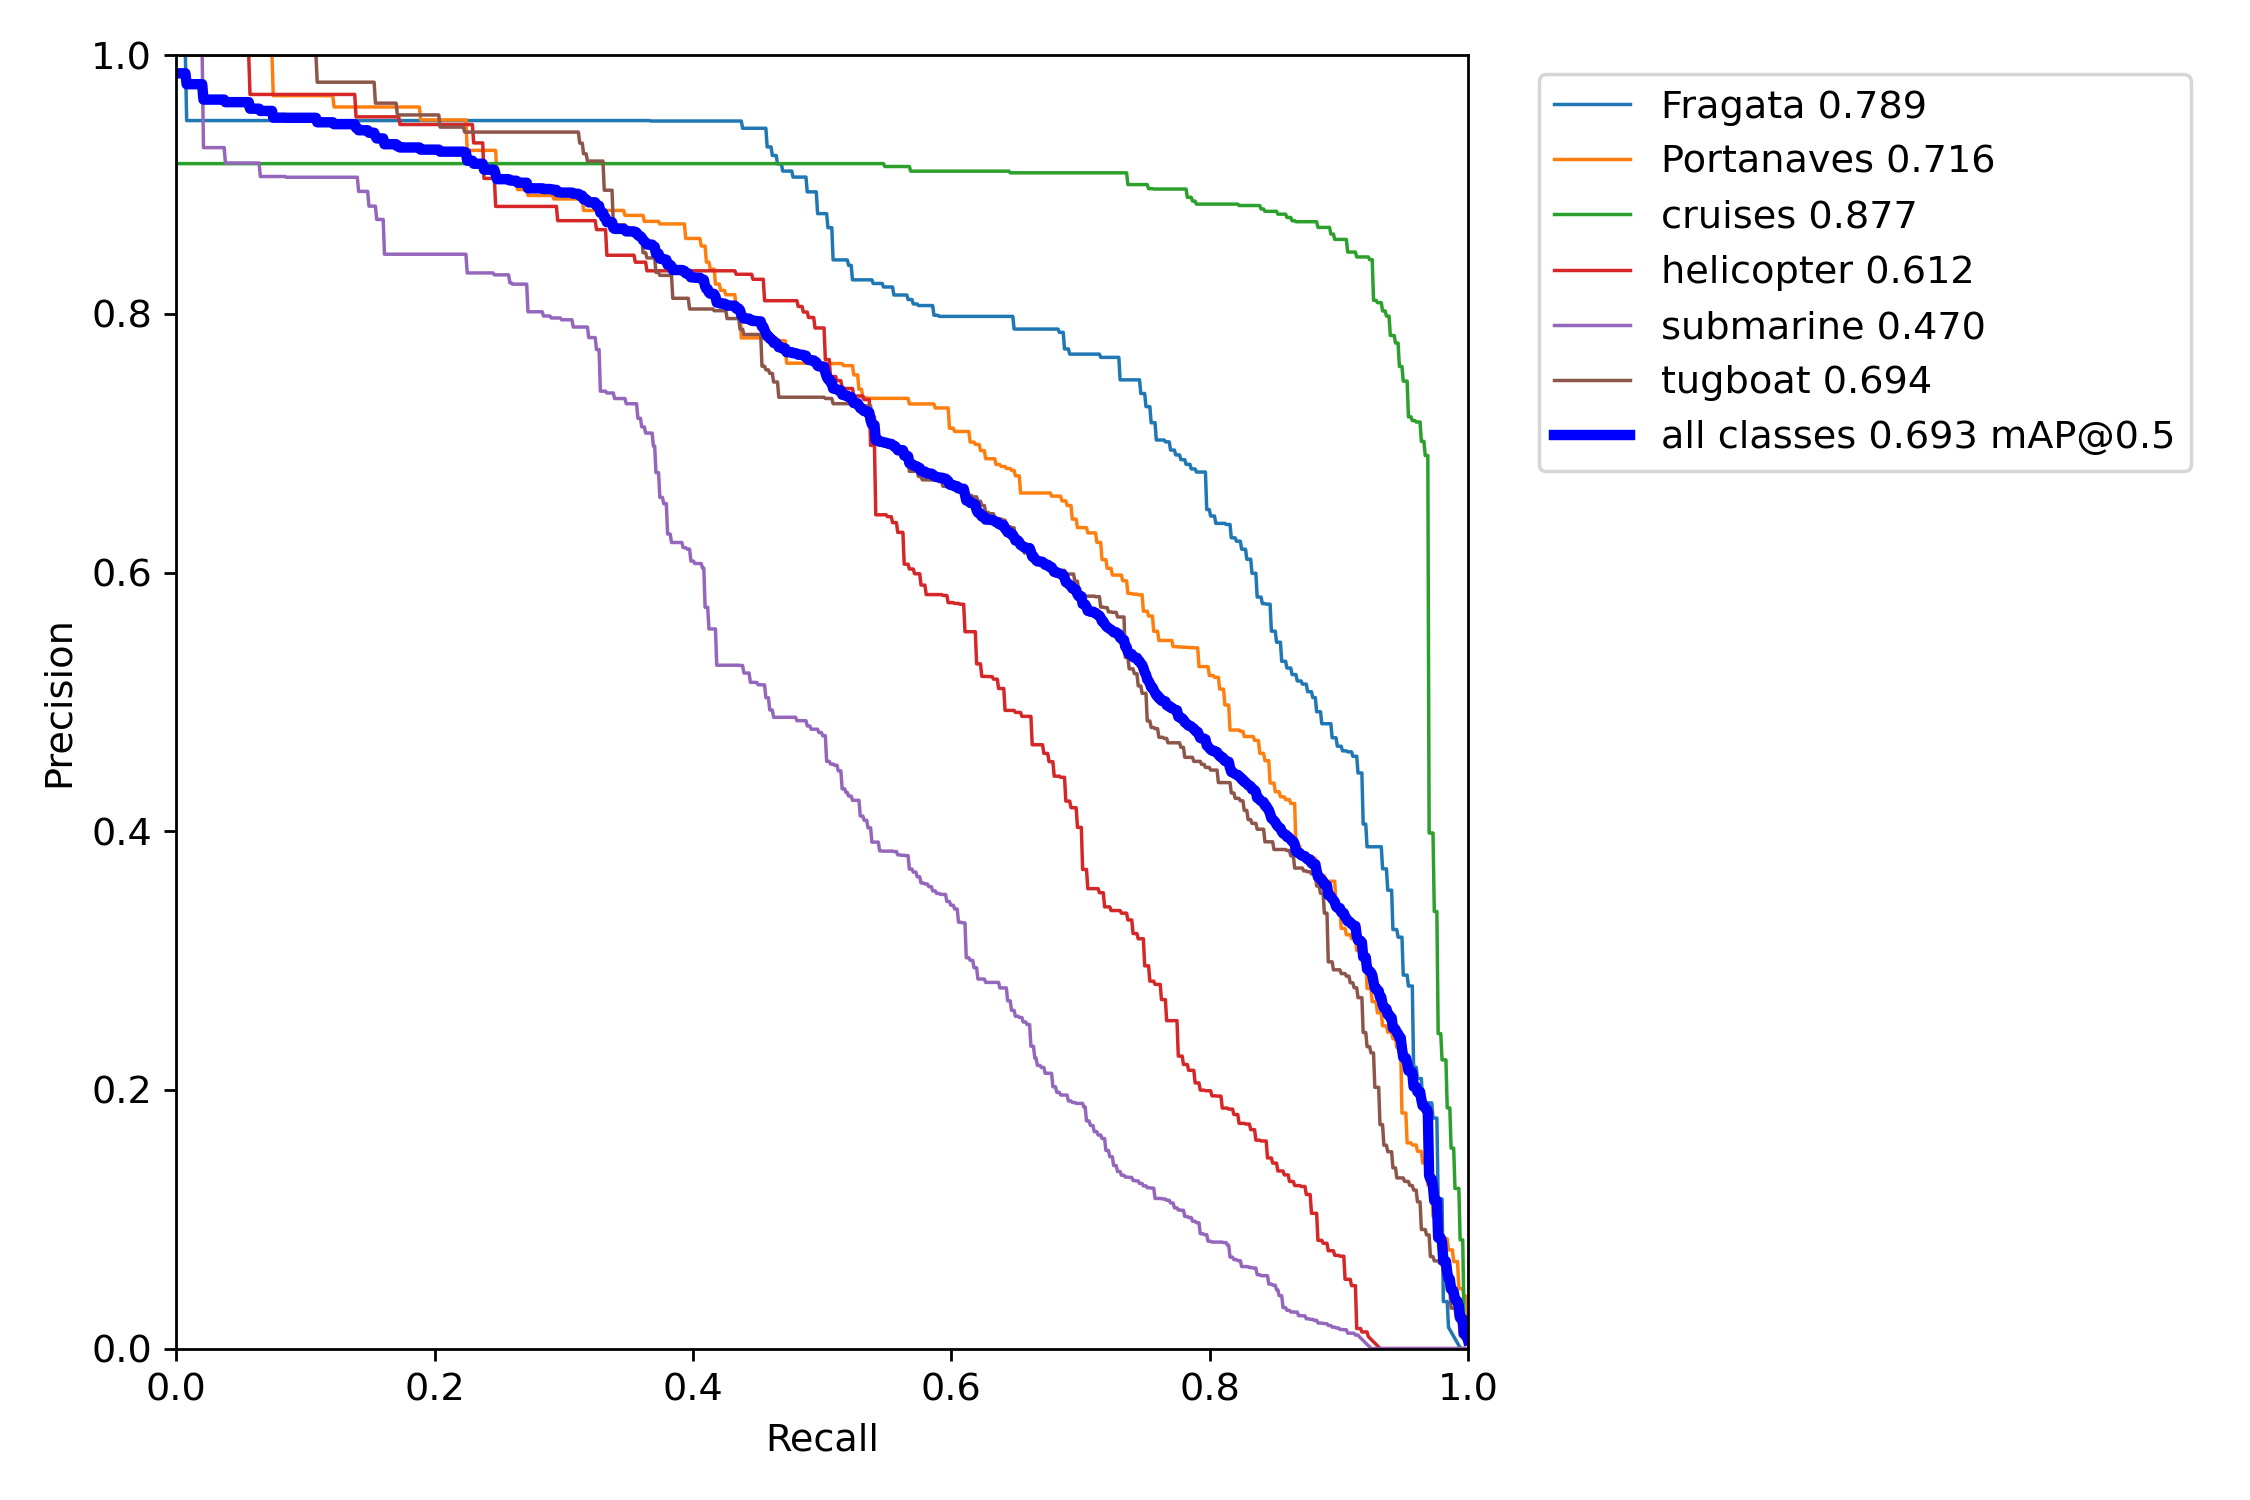 1.0
0.8
0.6
0.4
0.2
0.0
Precision
0.0 0.2 0.4 0.6 0.8 1.0
Recall
Fragata 0.789
Portanaves 0.716
cruises 0.877
helicopter 0.612
submarine 0.470
tugboat 0.694
all classes 0.693 mAP@0.5